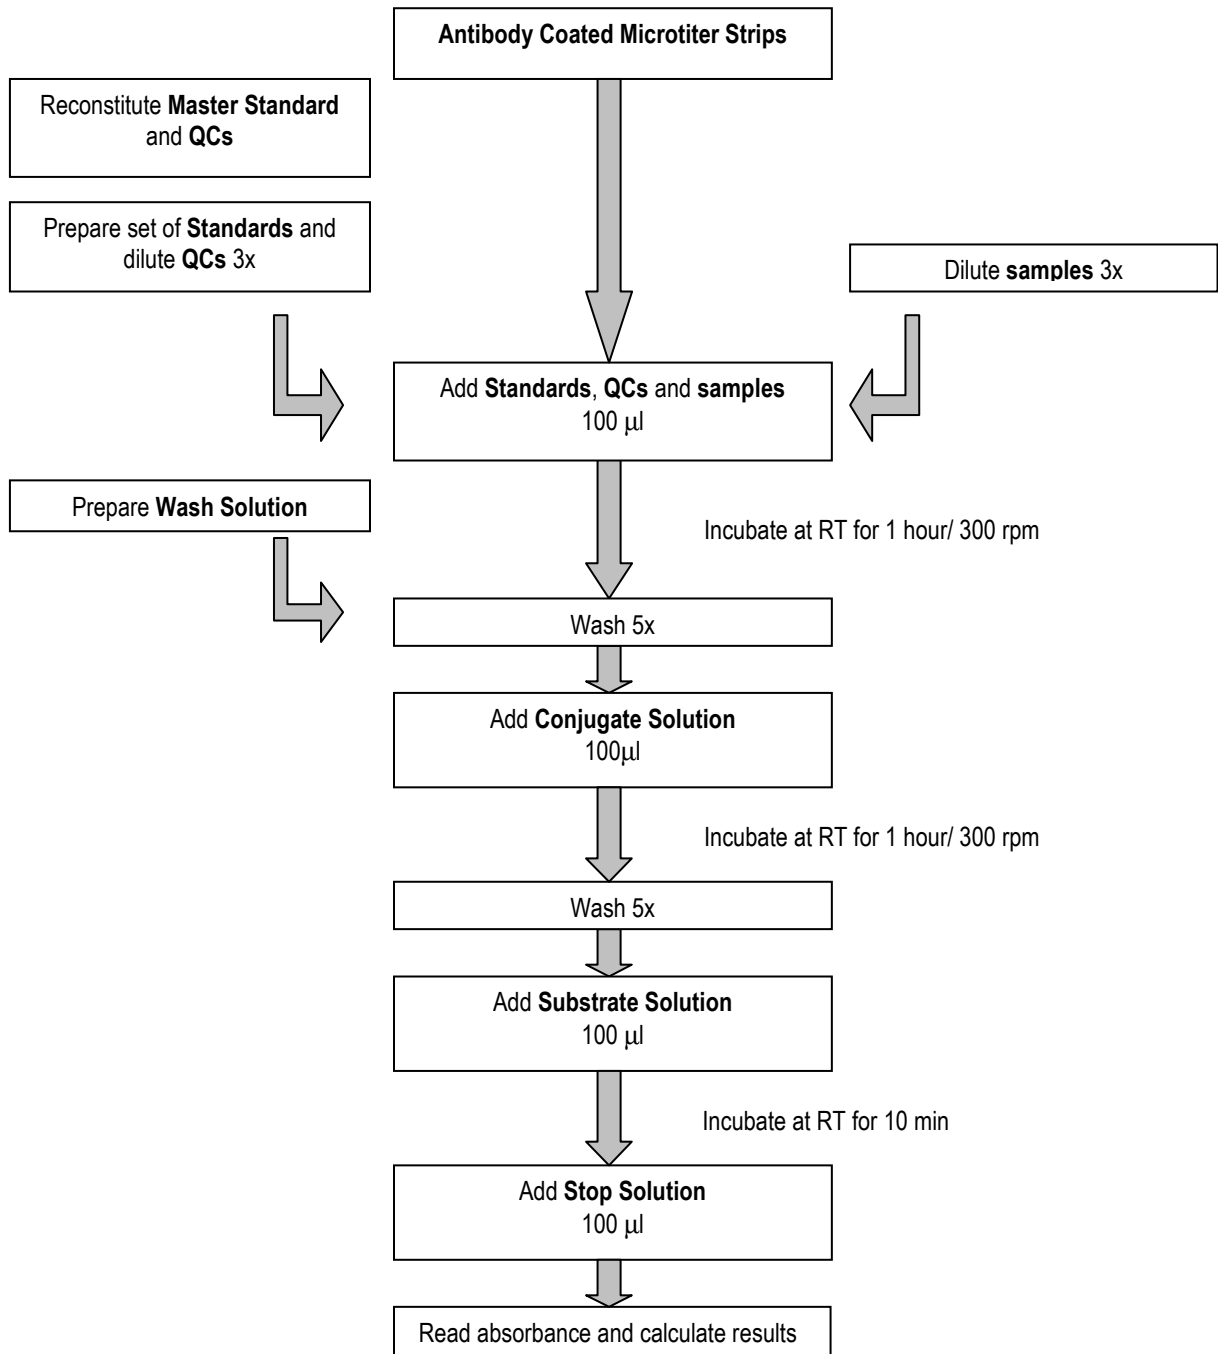 Antibody Coated Microtiter Strips
Reconstitute Master Standard
and QCs
Prepare set of Standards and
dilute QCs 3x
Dilute samples 3x
Add Standards, QCs and samples
100 µl
Prepare Wash Solution
Incubate at RT for 1 hour/ 300 rpm
Wash 5x
Add Conjugate Solution
100µl
Incubate at RT for 1 hour/ 300 rpm
Wash 5x
Add Substrate Solution
100 µl
Incubate at RT for 10 min
Add Stop Solution
100 µl
Read absorbance and calculate results